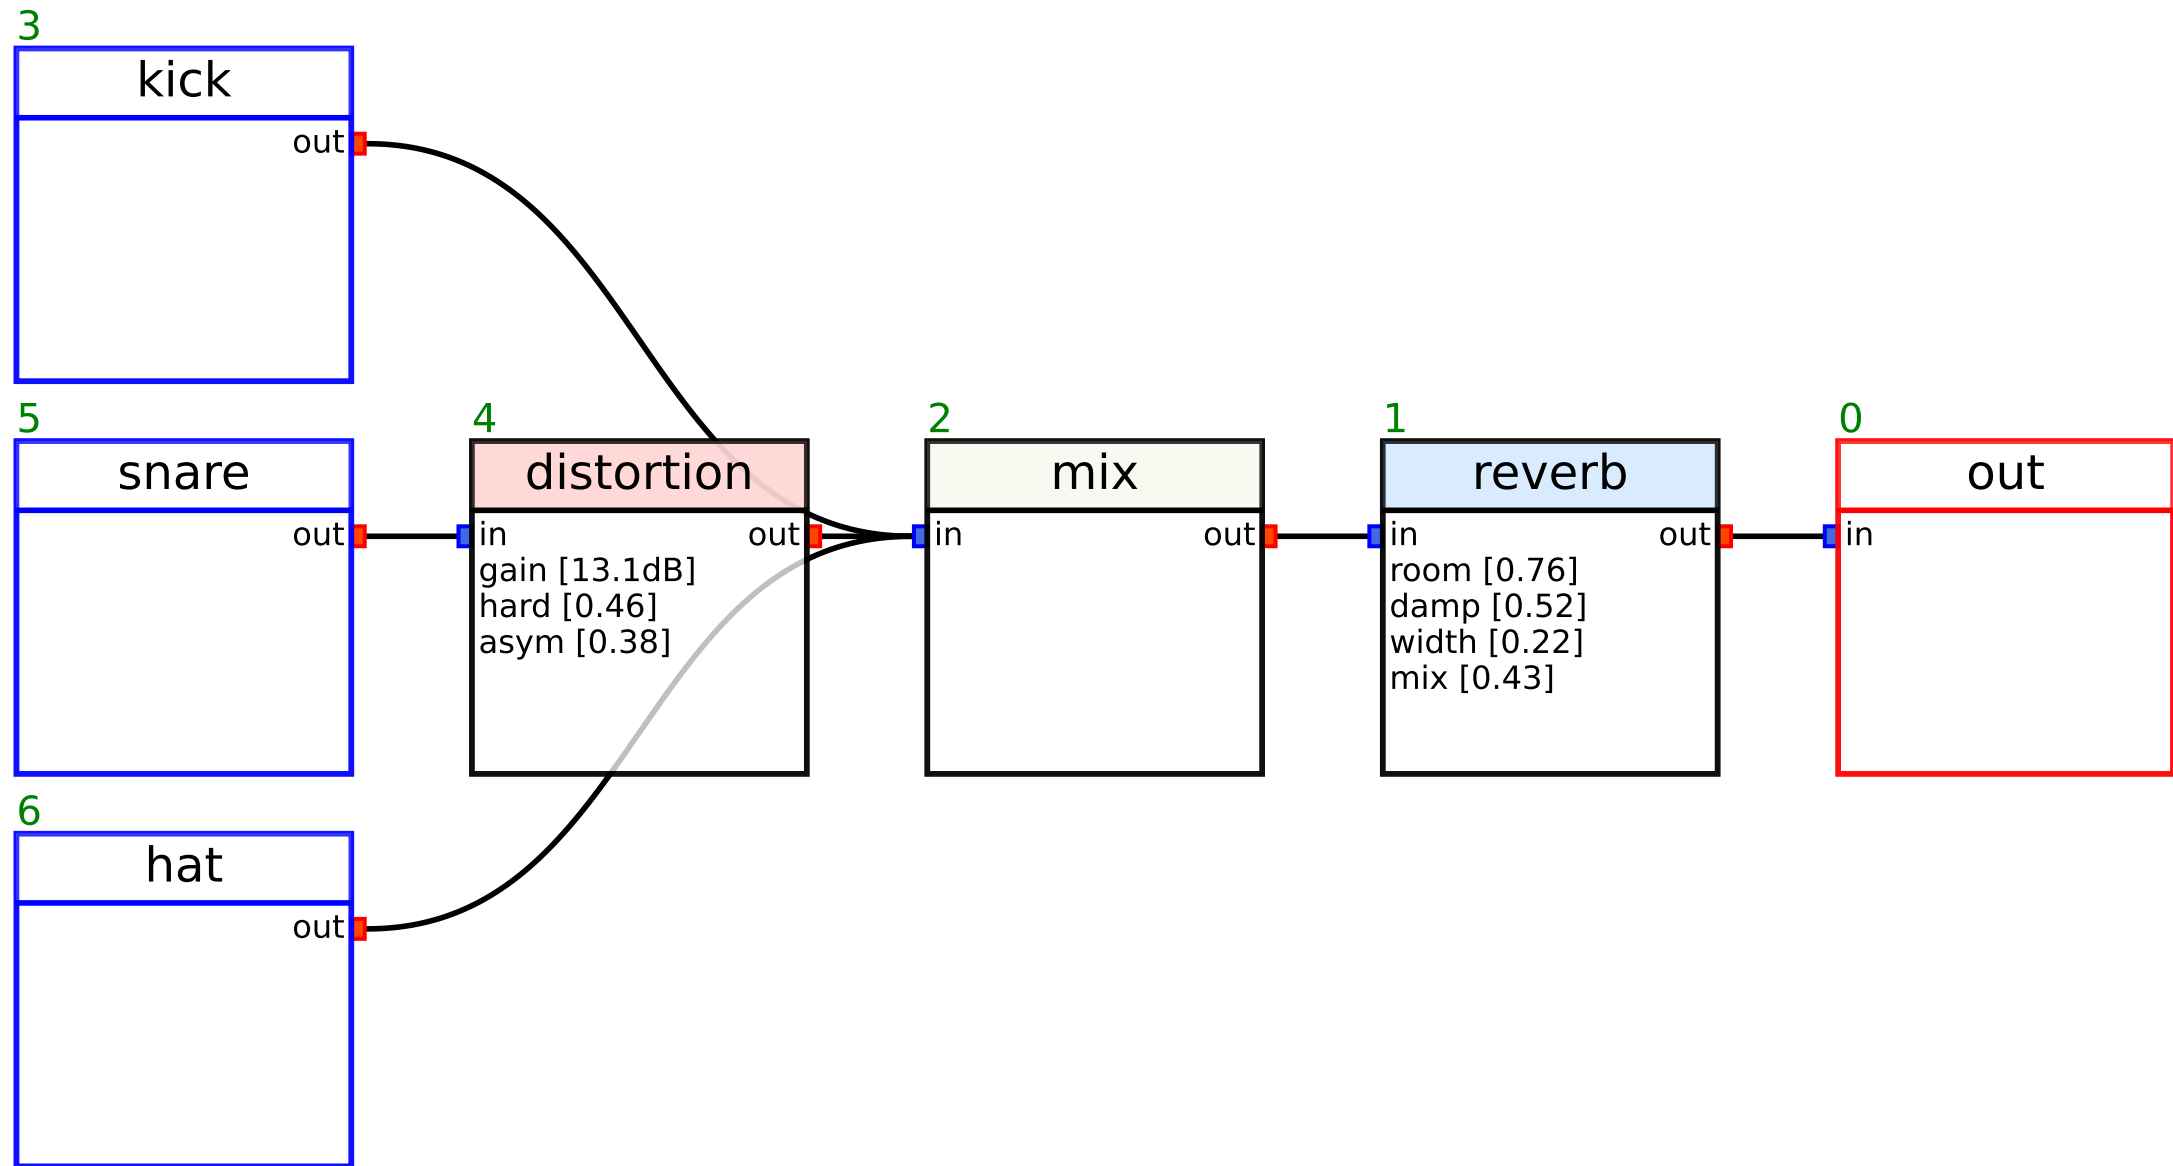 3
kick
out
5
snare
out
4
distortion
in
out
gain [13.1dB]
hard [0.46]
asym [0.38]
2
mix
in
out
1
reverb
in
out
room [0.76]
damp [0.52]
width [0.22]
mix [0.43]
0
out
in
6
hat
out